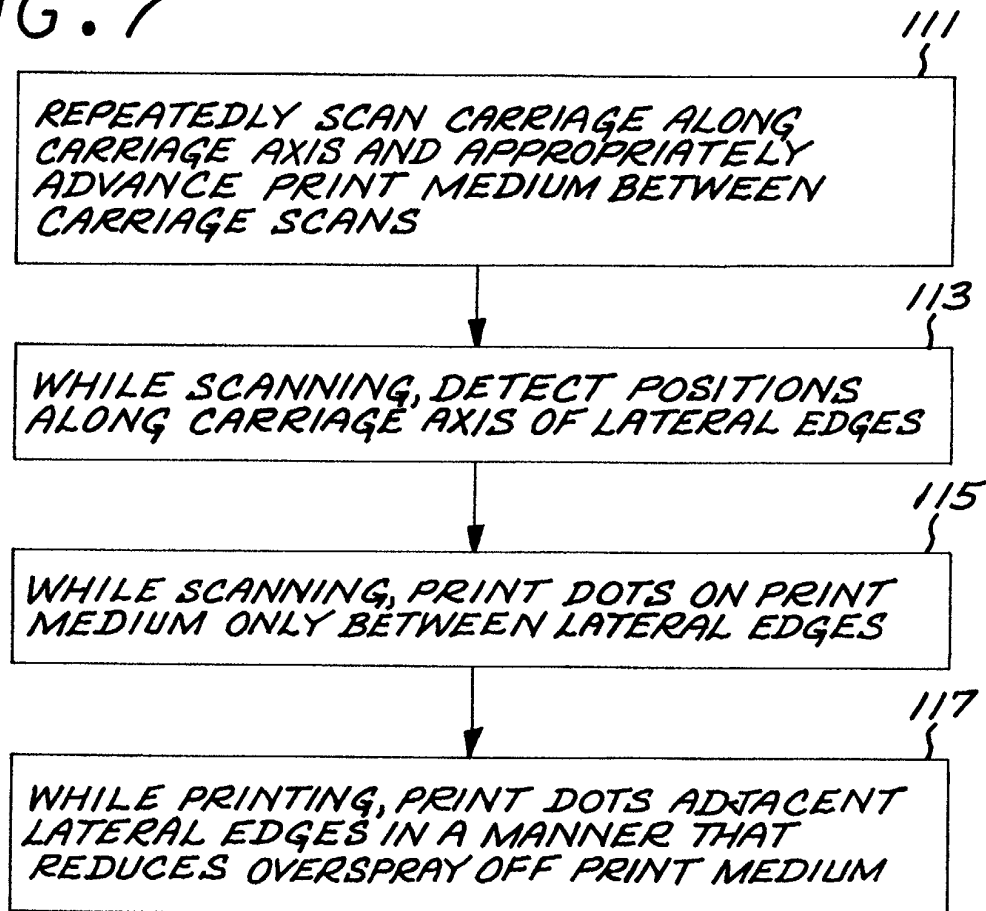 IG. 7
111
REPEATEDLY SCAN CARRIAGE ALONG
CARRIAGE AXIS AND APPROPRIATELY
ADVANCE PRINT MEDIUM BETWEEN
CARRIAGE SCANS
113
WHILE SCANNING, DETECT POSITIONS
ALONG CARRIAGE AXIS OF LATERAL EDGES
115
WHILE SCANNING, PRINT DOTS ON PRINT
MEDIUM ONLY BETWEEN LATERAL EDGES
117
WHILE PRINTING, PRINT DOTS ADJACENT
LATERAL EDGES IN A MANNER THAT
REDUCES OVERSPRAY OFF PRINT MEDIUM